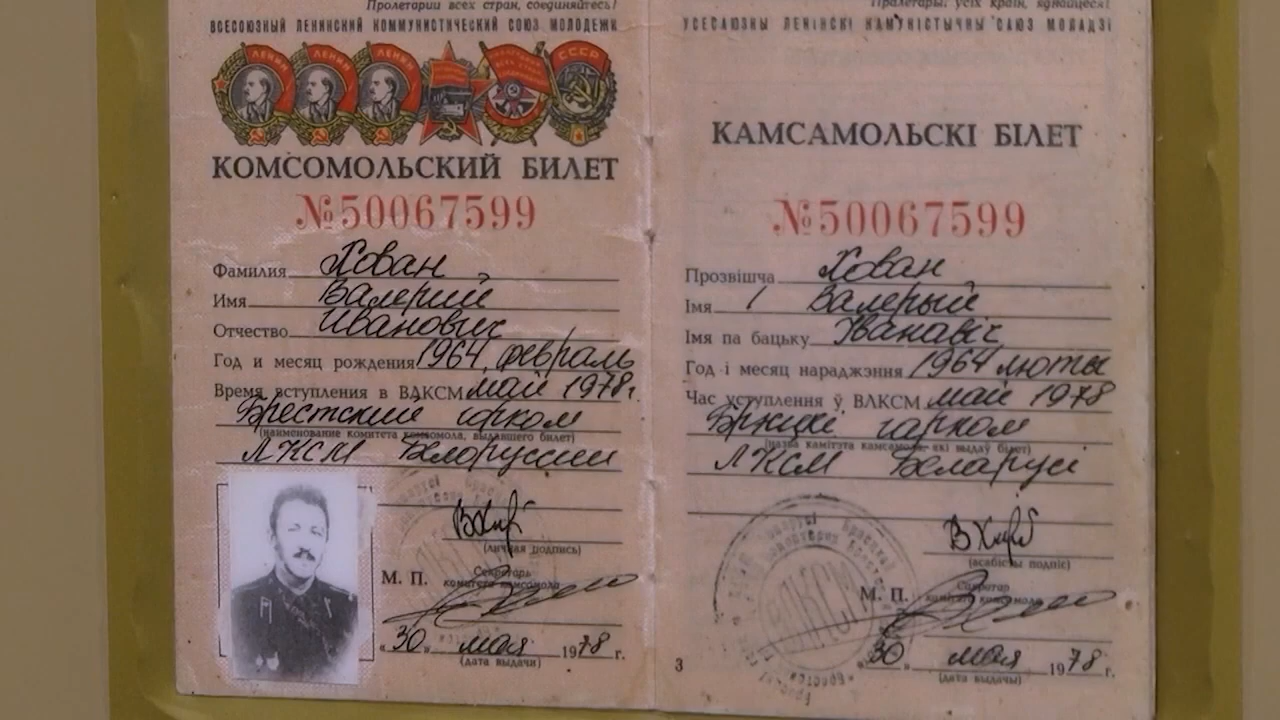 Пролетарии всех стран, соединяйтесь!
ВСЕСОЮЗНЫЙ ЛЕНИНСКИЙ КОММУНИСТИЧЕСКИЙ СОЮЗ МОЛОДЕЖИ
ЛЕНИН ЛЕНИН ЛЕНИН СССР
КОМСОМОЛЬСКИЙ БИЛЕТ
№50067599
Фамилия Хован
Имя Валерий
Отчество Иванович
Год и месяц рождения 1964, февраль
Время вступления в ВЛКСМ май 1978г.
Брестский горком
(наименование комитета комсомола, выдавшего билет)
ЛКСМ Белоруссии
(личная подпись)
М. П.
Секретарь
комитета комсомола
«30» мая 1978 г.
(дата выдачи)
Пралетарыі ўсіх краін, яднайцеся!
УСЕСАЮЗНЫ ЛЕНІНСКІ КАМУНІСТЫЧНЫ САЮЗ МОЛАДЗІ
КАМСАМОЛЬСКІ БІЛЕТ
№50067599
Прозвішча Хован
Імя Валерый
Імя па бацьку Іванавіч
Год і месяц нараджэння 1964 люты
Час уступлення ў ВЛКСМ май 1978
Брэсцкі гарком
(назва камітэта камсамола, які выдаў білет)
ЛКСМ Беларусі
(асабісты подпіс)
М. П.
Сакратар
камітэта камсамола
«30» мая 1978 г.
(дата выдачы)
3